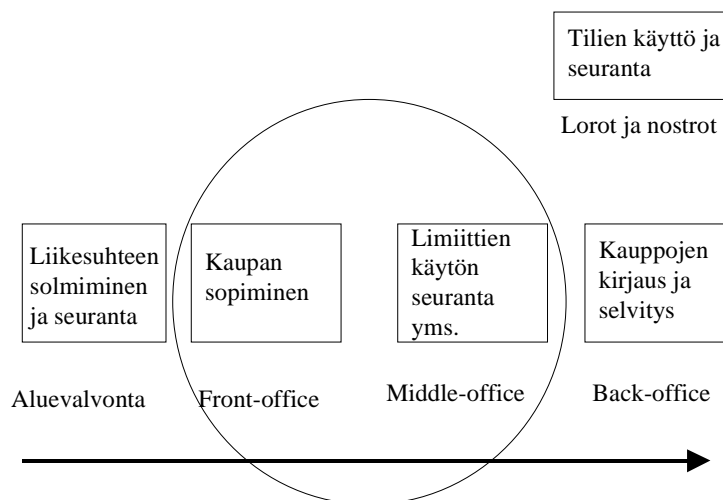 Tilien käyttö ja
seuranta
Lorot ja nostrot
Liikesuhteen
solmiminen
ja seuranta
Kaupan
sopiminen
Limiittien
käytön
seuranta
yms.
Kauppojen
kirjaus ja
selvitys
Aluevalvonta
Front-office
Middle-office
Back-office